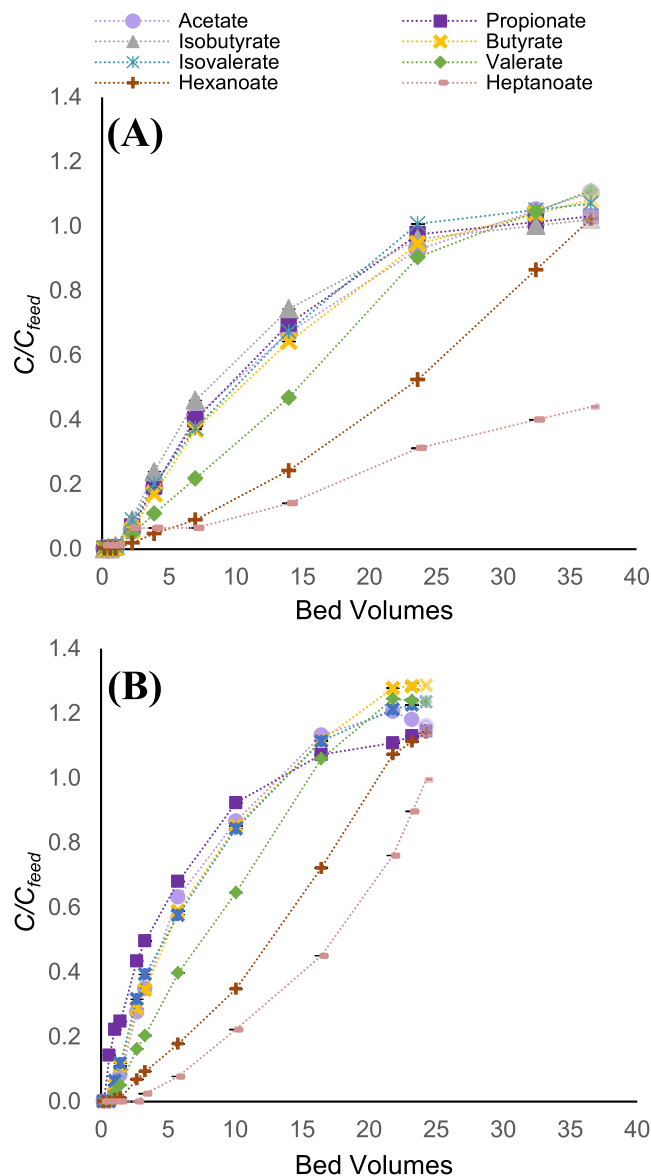 Acetate Propionate
Isobutyrate Butyrate
Isovalerate Valerate
Hexanoate Heptanoate
(A)
1.4
1.2
1.0
0.8
0.6
0.4
0.2
0.0
C/Cfeed
0 5 10 15 20 25 30 35 40
Bed Volumes
(B)
1.4
1.2
1.0
0.8
0.6
0.4
0.2
0.0
C/Cfeed
0 5 10 15 20 25 30 35 40
Bed Volumes